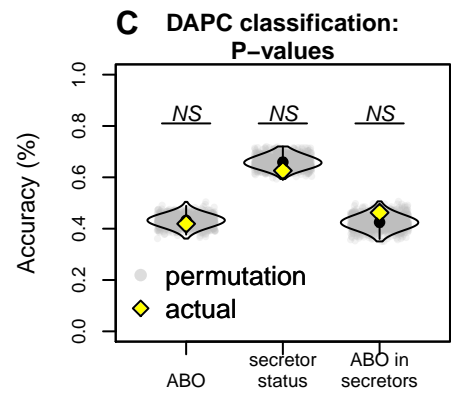 C DAPC classification:
P−values
Accuracy (%)
1.0
0.8
0.6
0.4
0.2
0.0
NS NS NS
permutation
actual
ABO
secretor
status
ABO in
secretors